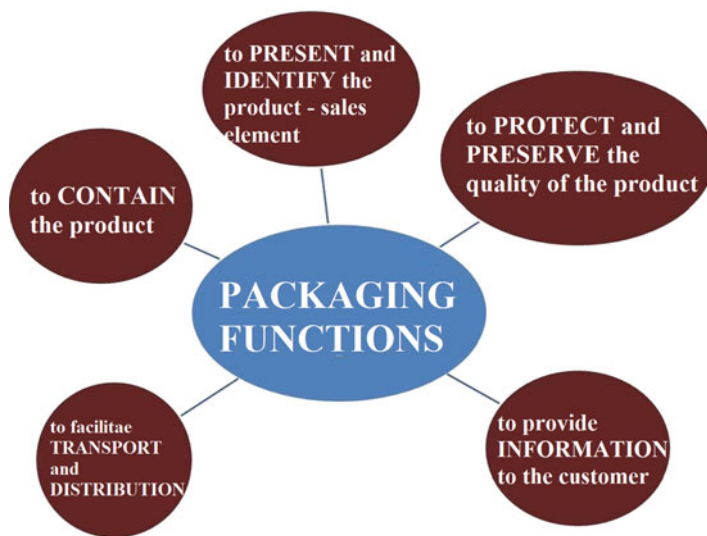 to PRESENT and
IDENTIFY the
product - sales
element
to PROTECT and
PRESERVE the
quality of the product
to CONTAIN
the product
PACKAGING
FUNCTIONS
to facilitae
TRANSPORT
and
DISTRIBUTION
to provide
INFORMATION
to the customer